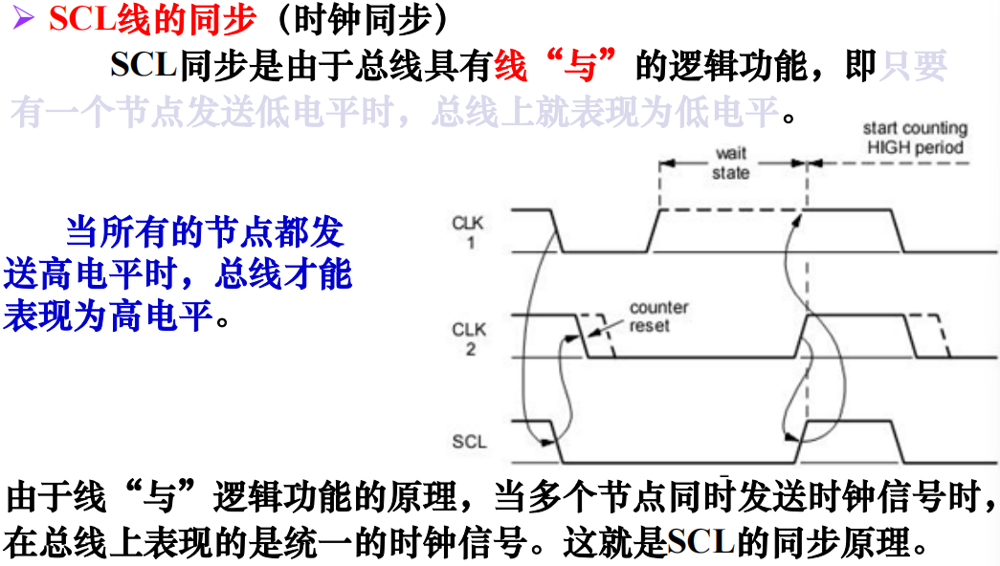 ➢ SCL线的同步（时钟同步）
SCL同步是由于总线具有线“与”的逻辑功能，即只要
有一个节点发送低电平时，总线上就表现为低电平。
start counting
HIGH period
wait
state
当所有的节点都发
送高电平时，总线才能
表现为高电平。
CLK
1
counter
reset
CLK
2
SCL
由于线“与”逻辑功能的原理，当多个节点同时发送时钟信号时，
在总线上表现的是统一的时钟信号。这就是SCL的同步原理。